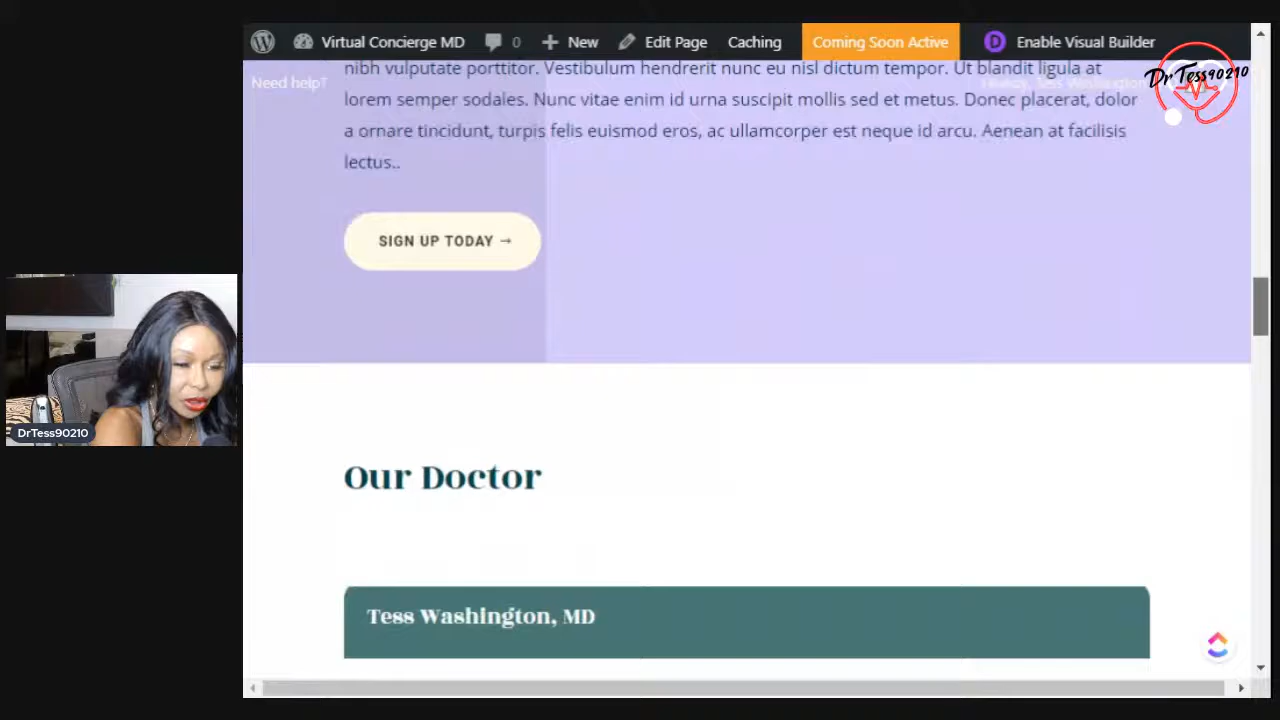 Virtual Concierge MD 0 New Edit Page Caching Coming Soon Active Enable Visual Builder
nibh vulputate porttitor. Vestibulum hendrerit nunc eu nisl dictum tempor. Ut blandit ligula at
Need help?
DrTess90210
lorem semper sodales. Nunc vitae enim id urna suscipit mollis sed et metus. Donec placerat, dolor
a ornare tincidunt, turpis felis euismod eros, ac ullamcorper est neque id arcu. Aenean at facilisis
lectus..
SIGN UP TODAY →
DrTess90210
Our Doctor
Tess Washington, MD